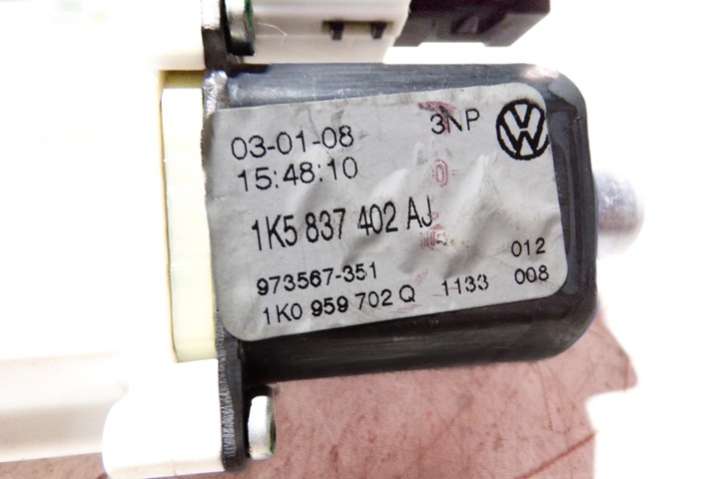 03-01-08 3NP
15:48:10
1K5 837 402 AJ
973567-351 012
1K0 959 702 Q 1133 008